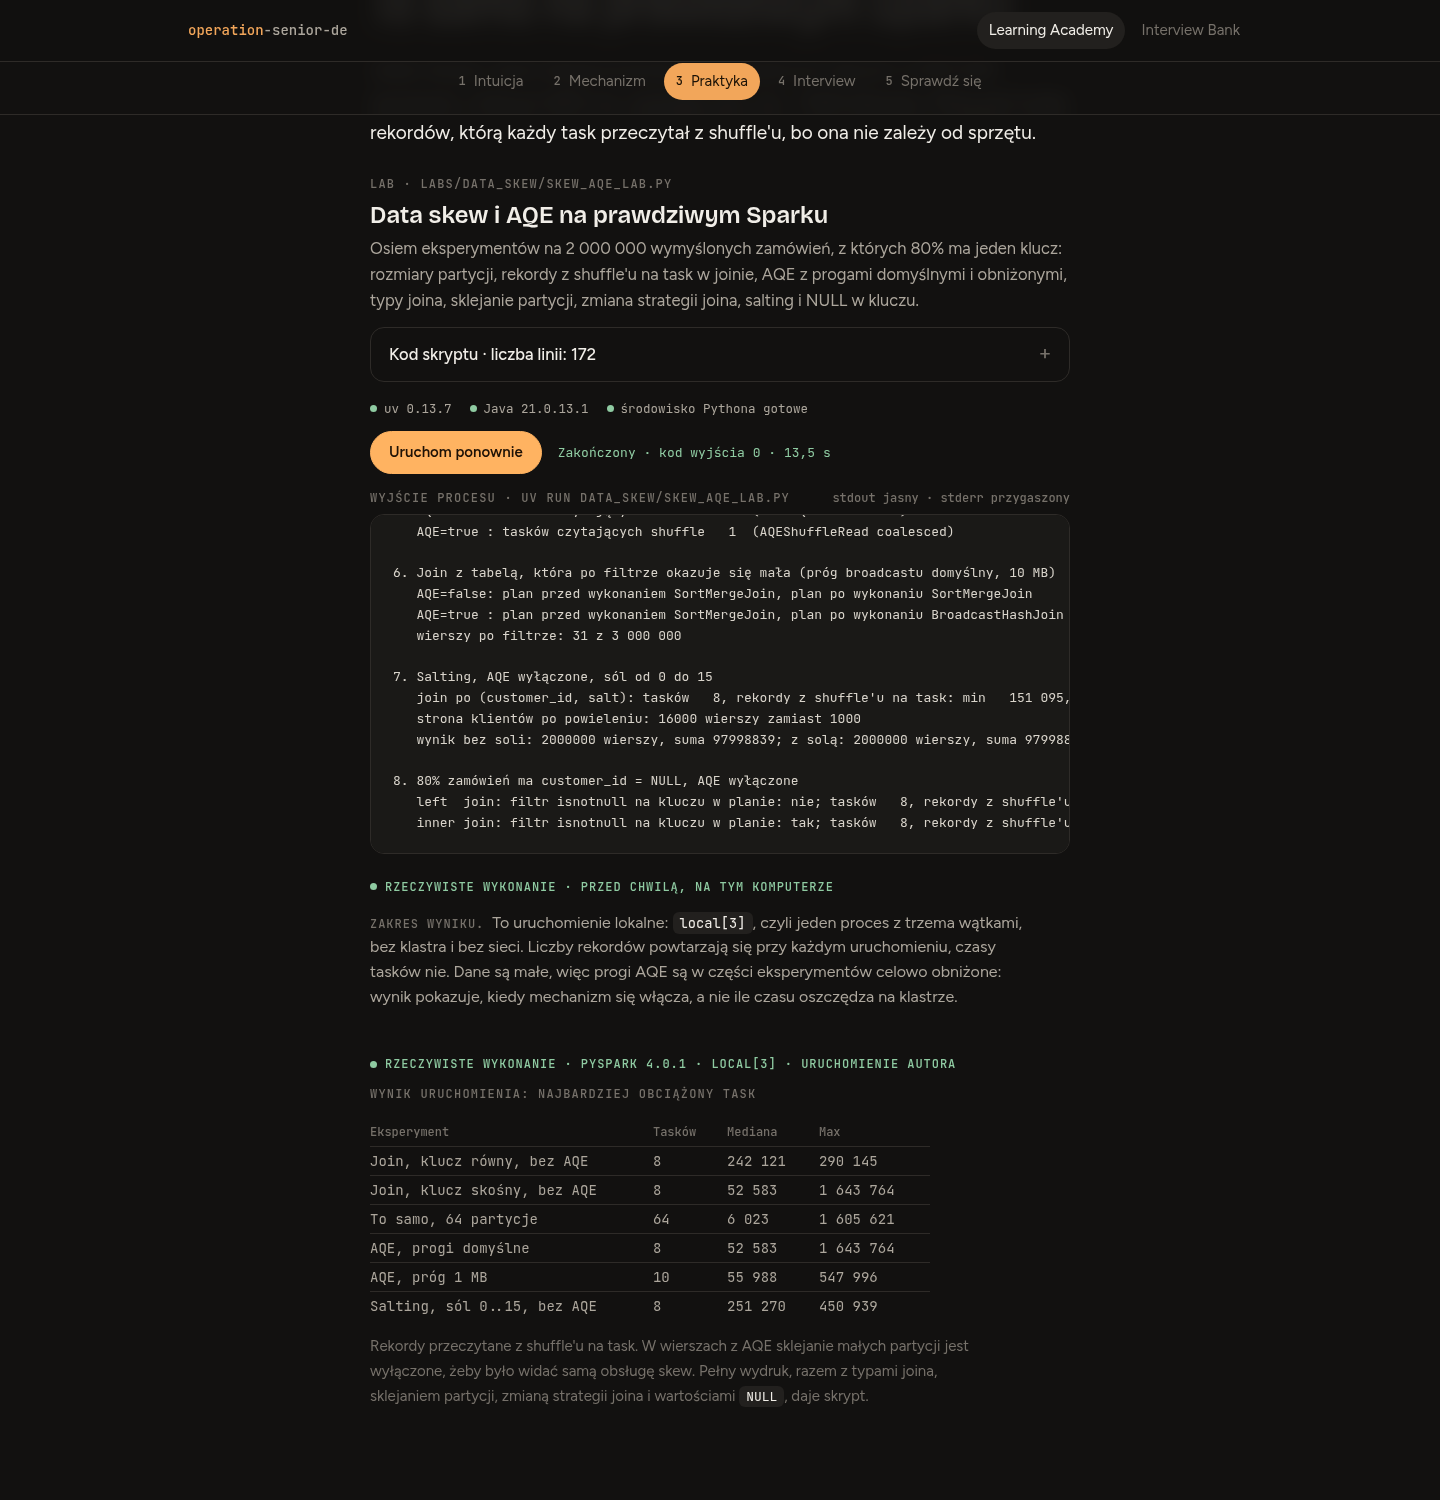 operation-senior-de
Learning Academy
Interview Bank
1 Intuicja
2 Mechanizm
3 Praktyka
4 Interview
5 Sprawdź się
rekordów, którą każdy task przeczytał z shuffle'u, bo ona nie zależy od sprzętu.
LAB · LABS/DATA_SKEW/SKEW_AQE_LAB.PY
Data skew i AQE na prawdziwym Sparku
Osiem eksperymentów na 2 000 000 wymyślonych zamówień, z których 80% ma jeden klucz:
rozmiary partycji, rekordy z shuffle'u na task w joinie, AQE z progami domyślnymi i obniżonymi,
typy joina, sklejanie partycji, zmiana strategii joina, salting i NULL w kluczu.
Kod skryptu · liczba linii: 172 +
uv 0.13.7
Java 21.0.13.1
środowisko Pythona gotowe
Uruchom ponownie
Zakończony · kod wyjścia 0 · 13,5 s
WYJŚCIE PROCESU · UV RUN DATA_SKEW/SKEW_AQE_LAB.PY
stdout jasny · stderr przygaszony
AQE=true : tasków czytających shuffle 1 (AQEShuffleRead coalesced)
6. Join z tabelą, która po filtrze okazuje się mała (próg broadcastu domyślny, 10 MB)
AQE=false: plan przed wykonaniem SortMergeJoin, plan po wykonaniu SortMergeJoin
AQE=true : plan przed wykonaniem SortMergeJoin, plan po wykonaniu BroadcastHashJoin
wierszy po filtrze: 31 z 3 000 000
7. Salting, AQE wyłączone, sól od 0 do 15
join po (customer_id, salt): tasków 8, rekordy z shuffle'u na task: min 151 095,
strona klientów po powieleniu: 16000 wierszy zamiast 1000
wynik bez soli: 2000000 wierszy, suma 97998839; z solą: 2000000 wierszy, suma 979988
8. 80% zamówień ma customer_id = NULL, AQE wyłączone
left join: filtr isnotnull na kluczu w planie: nie; tasków 8, rekordy z shuffle'u
inner join: filtr isnotnull na kluczu w planie: tak; tasków 8, rekordy z shuffle'u
RZECZYWISTE WYKONANIE · PRZED CHWILĄ, NA TYM KOMPUTERZE
ZAKRES WYNIKU. To uruchomienie lokalne: local[3], czyli jeden proces z trzema wątkami,
bez klastra i bez sieci. Liczby rekordów powtarzają się przy każdym uruchomieniu, czasy
tasków nie. Dane są małe, więc progi AQE są w części eksperymentów celowo obniżone:
wynik pokazuje, kiedy mechanizm się włącza, a nie ile czasu oszczędza na klastrze.
RZECZYWISTE WYKONANIE · PYSPARK 4.0.1 · LOCAL[3] · URUCHOMIENIE AUTORA
WYNIK URUCHOMIENIA: NAJBARDZIEJ OBCIĄŻONY TASK
Eksperyment Tasków Mediana Max
Join, klucz równy, bez AQE 8 242 121 290 145
Join, klucz skośny, bez AQE 8 52 583 1 643 764
To samo, 64 partycje 64 6 023 1 605 621
AQE, progi domyślne 8 52 583 1 643 764
AQE, próg 1 MB 10 55 988 547 996
Salting, sól 0..15, bez AQE 8 251 270 450 939
Rekordy przeczytane z shuffle'u na task. W wierszach z AQE sklejanie małych partycji jest
wyłączone, żeby było widać samą obsługę skew. Pełny wydruk, razem z typami joina,
sklejaniem partycji, zmianą strategii joina i wartościami NULL, daje skrypt.